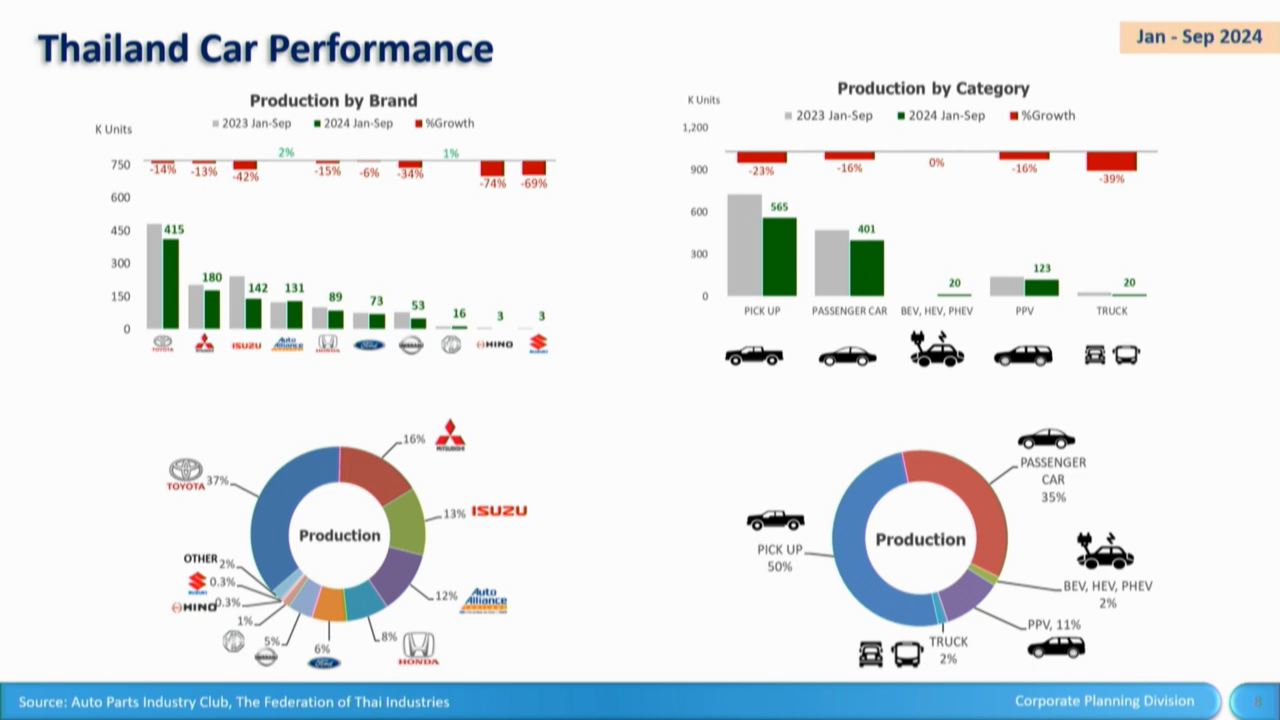 Thailand Car Performance
Jan - Sep 2024
Production by Brand
K Units
2023 Jan-Sep 2024 Jan-Sep %Growth
2% 1%
750
-14% -13% -42% -15% -6% -34% -74% -69%
600
450
300
150
0
415 180 142 131 89 73 53 16 3 3
TOYOTA ISUZU Auto Alliance HONDA Ford NISSAN HINO SUZUKI
Production by Category
K Units
2023 Jan-Sep 2024 Jan-Sep %Growth
1,200
900
-23% -16% 0% -16% -39%
600
300
0
565 401 20 123 20
PICK UP PASSENGER CAR BEV, HEV, PHEV PPV TRUCK
Production
16%
MITSUBISHI
TOYOTA 37%
13% ISUZU
12% Auto Alliance
8% HONDA
6% Ford
5% NISSAN
1%
HINO 0.3%
0.3%
OTHER 2%
Production
PASSENGER
CAR
35%
BEV, HEV, PHEV
2%
PPV, 11%
TRUCK
2%
PICK UP
50%
Source: Auto Parts Industry Club, The Federation of Thai Industries
Corporate Planning Division
8